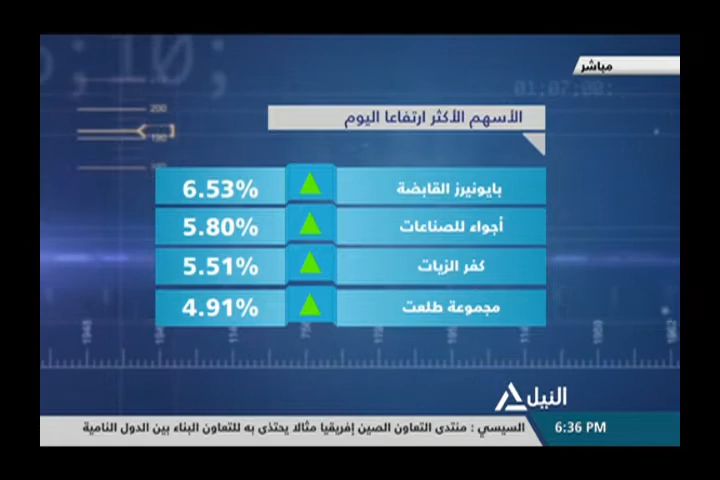 مباشر
الأسهم الأكثر ارتفاعا اليوم
بايونيرز القابضة 6.53%
أجواء للصناعات 5.80%
كفر الزيات 5.51%
مجموعة طلعت 4.91%
النيل
السيسي : منتدى التعاون الصين إفريقيا مثالا يحتذى به للتعاون البناء بين الدول النامية
6:36 PM